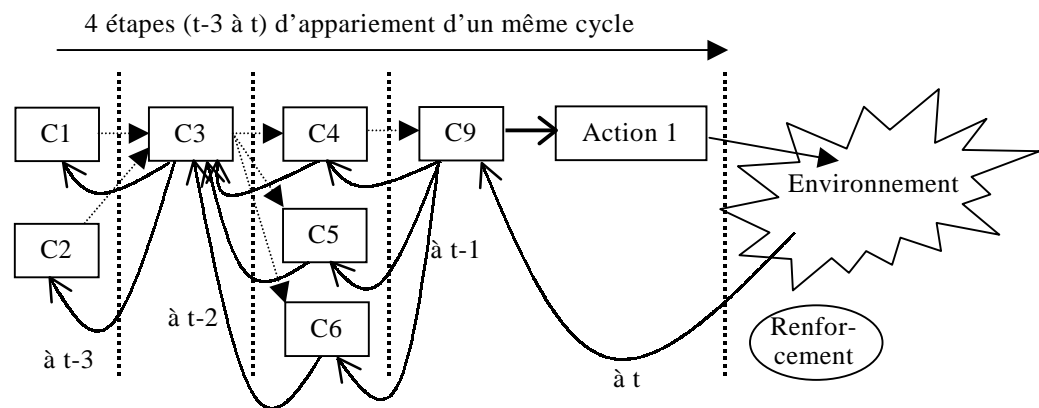 4 étapes (t-3 à t) d’appariement d’un même cycle
C1
C3
C4
C9
Action 1
Environnement
C2
C5
à t-1
C6
à t-2
à t-3
à t
Renfor-
cement